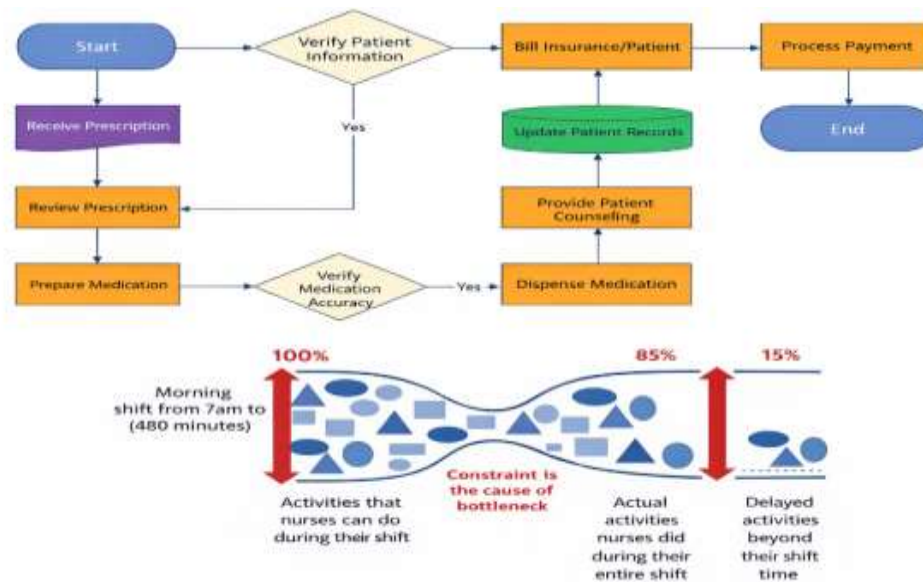 Start
Verify Patient
Information
Bill Insurance/Patient
Process Payment
Receive Prescription
Yes
Update Patient Records
End
Review Prescription
Provide Patient
Counseling
Prepare Medication
Verify
Medication
Accuracy
Yes
Dispense Medication
100%
85%
15%
Morning
shift from 7am to
(480 minutes)
Constraint is
the cause of
bottleneck
Activities that
nurses can do
during their shift
Actual
activities
nurses did
during their
entire shift
Delayed
activities
beyond
their shift
time